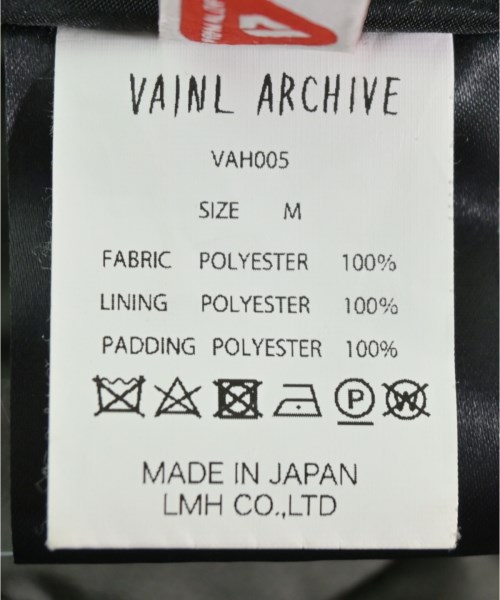 VAINL ARCHIVE
VAH005
SIZE M
FABRIC POLYESTER 100%
LINING POLYESTER 100%
PADDING POLYESTER 100%
P W
MADE IN JAPAN
LMH CO.,LTD